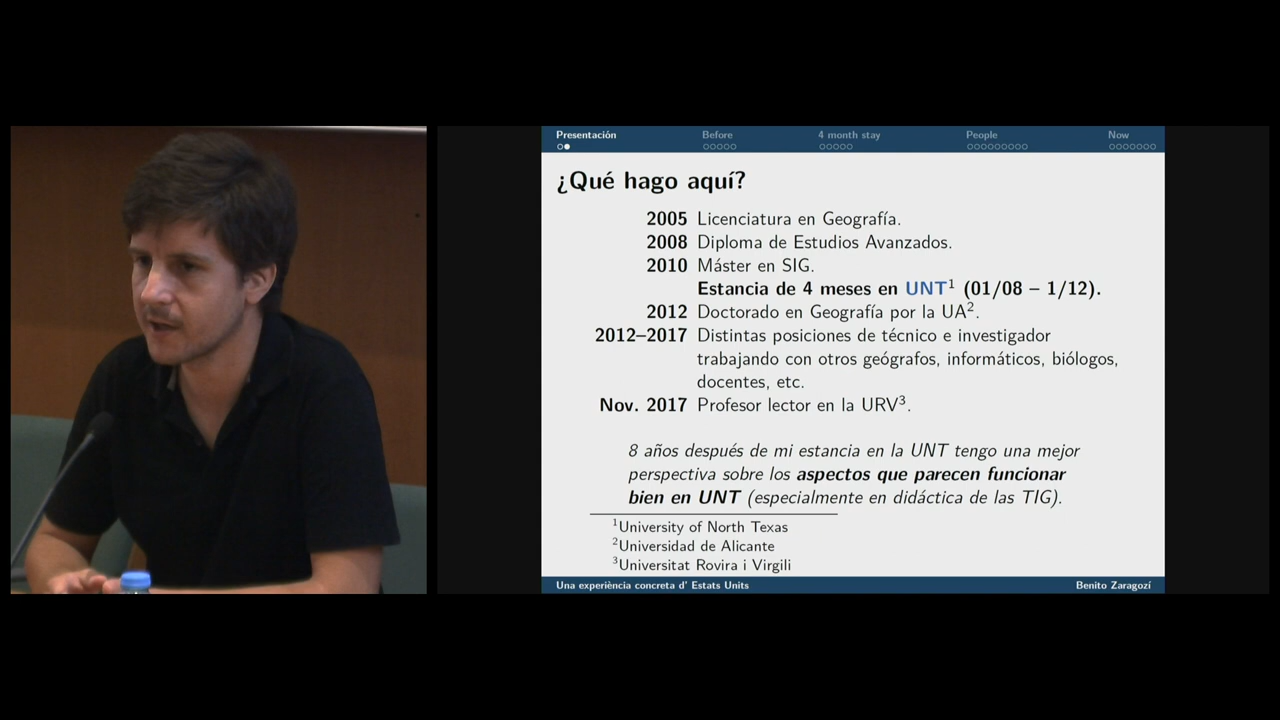 Presentación Before 4 month stay People Now
¿Qué hago aquí?
2005 Licenciatura en Geografía.
2008 Diploma de Estudios Avanzados.
2010 Máster en SIG.
Estancia de 4 meses en UNT¹ (01/08 – 1/12).
2012 Doctorado en Geografía por la UA².
2012–2017 Distintas posiciones de técnico e investigador
trabajando con otros geógrafos, informáticos, biólogos,
docentes, etc.
Nov. 2017 Profesor lector en la URV³.
8 años después de mi estancia en la UNT tengo una mejor
perspectiva sobre los aspectos que parecen funcionar
bien en UNT (especialmente en didáctica de las TIG).
¹University of North Texas
²Universidad de Alicante
³Universitat Rovira i Virgili
Una experiència concreta d' Estats Units Benito Zaragozí